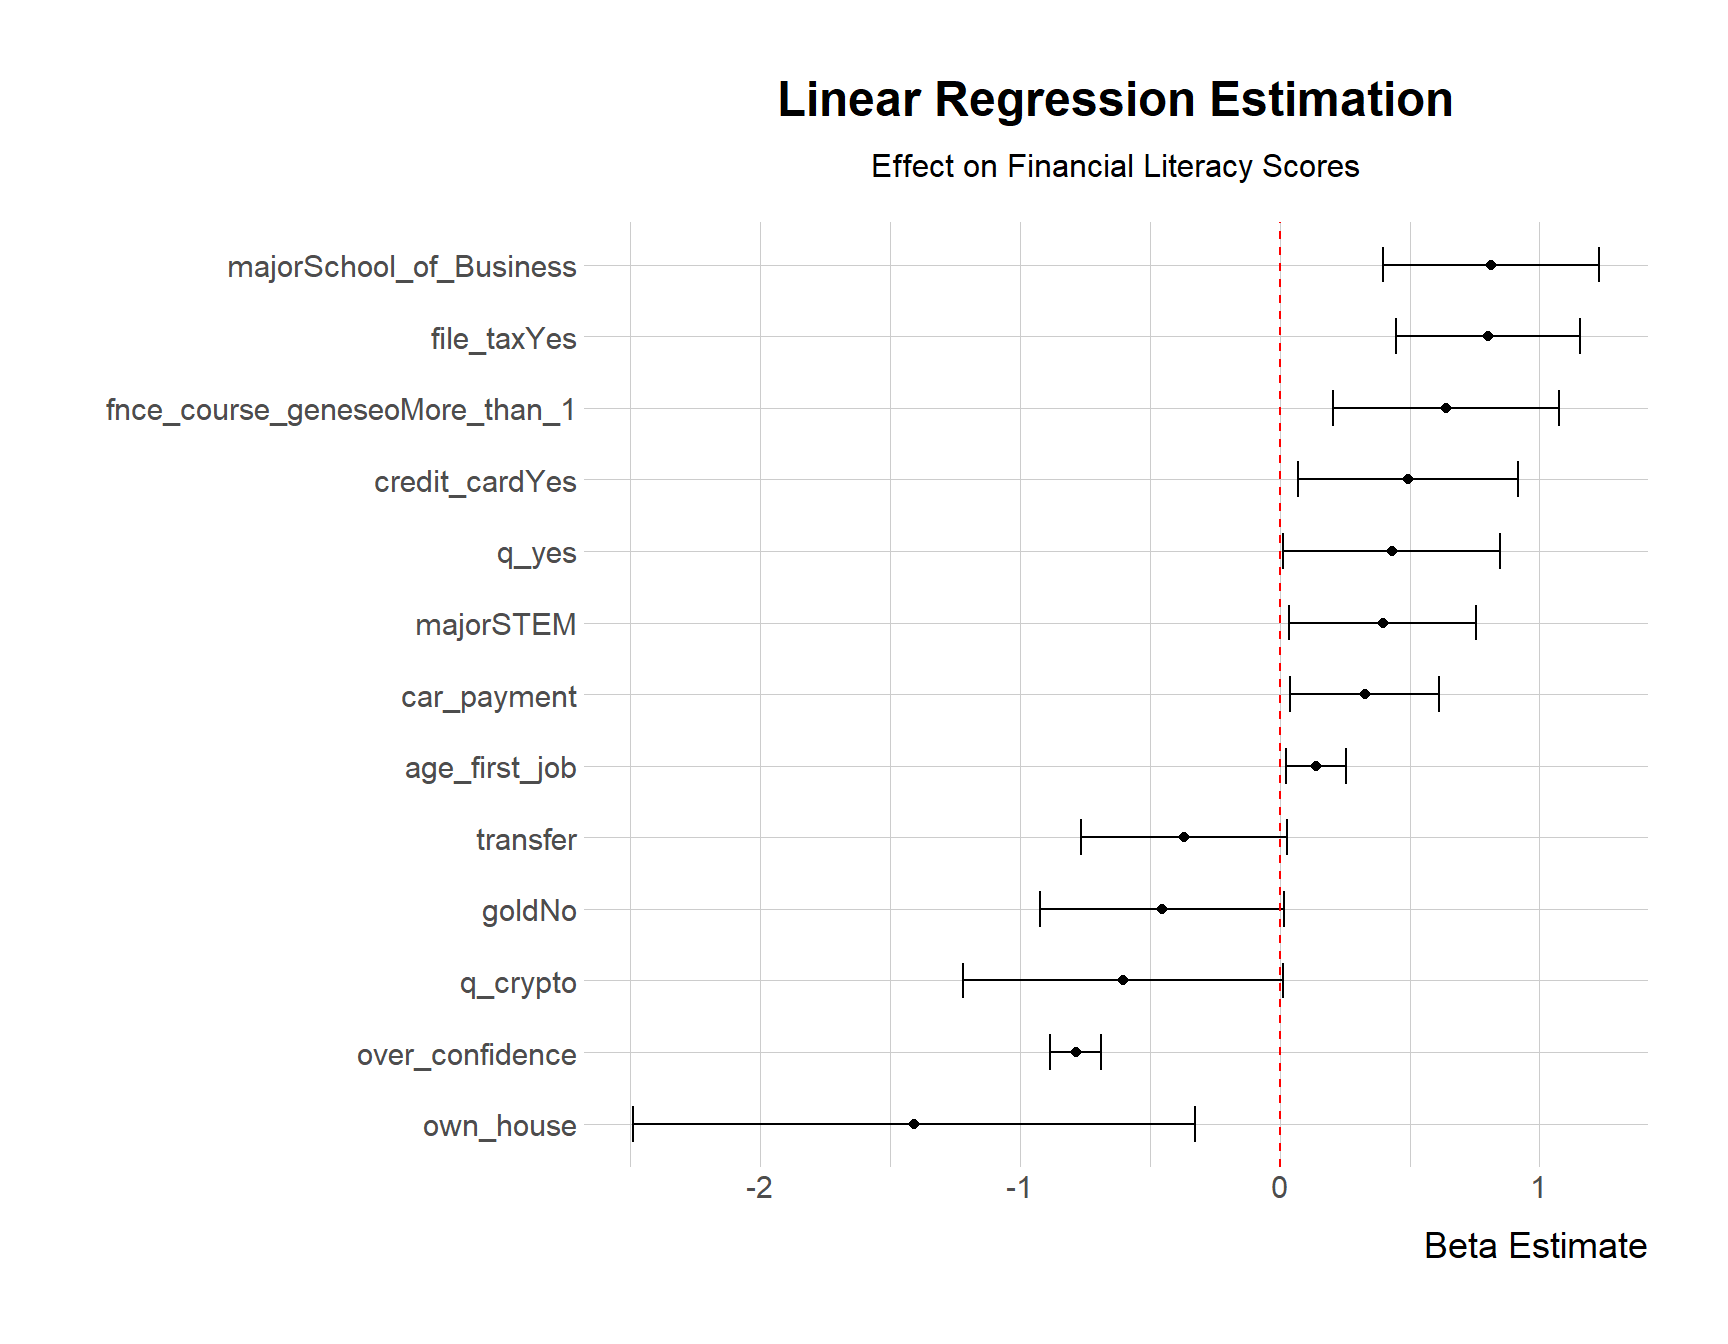 Linear Regression Estimation
Effect on Financial Literacy Scores
majorSchool_of_Business
file_taxYes
fnce_course_geneseoMore_than_1
credit_cardYes
q_yes
majorSTEM
car_payment
age_first_job
transfer
goldNo
q_crypto
over_confidence
own_house
-2 -1 0 1
Beta Estimate